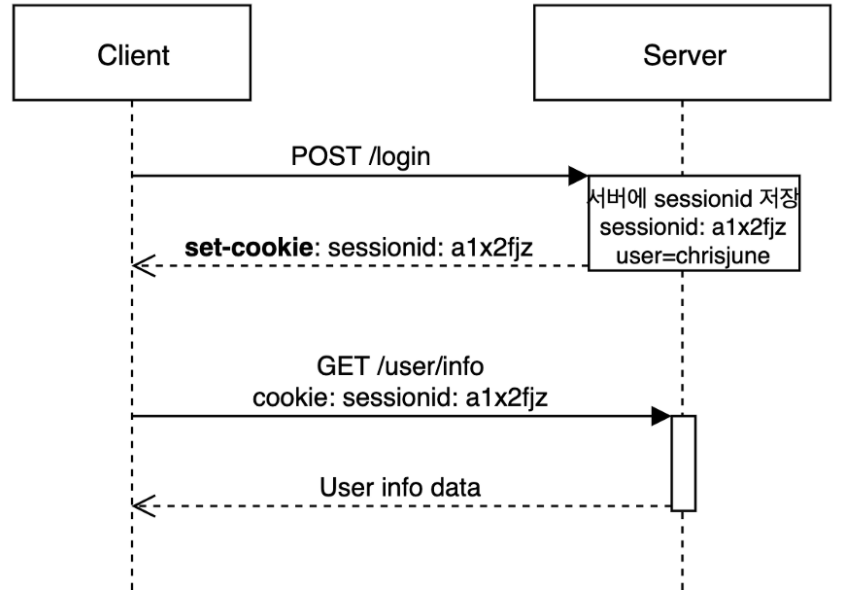 Client
Server
POST /login
서버에 sessionid 저장
sessionid: a1x2fjz
user=chrisjune
set-cookie: sessionid: a1x2fjz
GET /user/info
cookie: sessionid: a1x2fjz
User info data